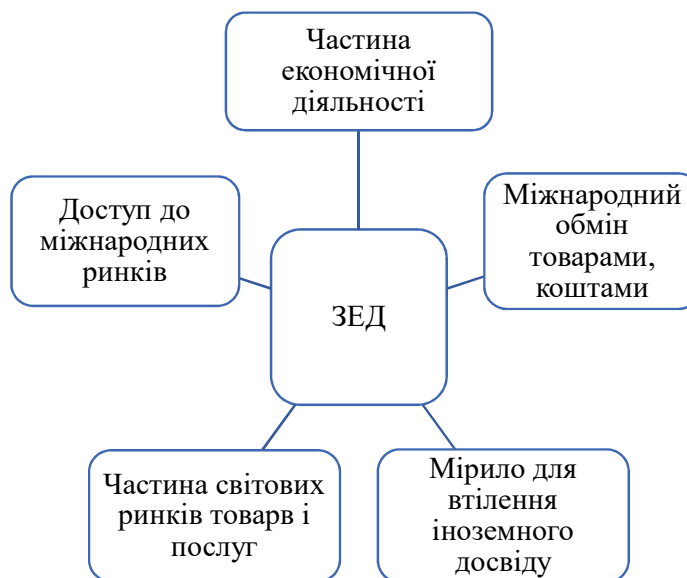 Частина
економічної
діяльності
Доступ до
міжнародних
ринків
Міжнародний
обмін
товарами,
коштами
ЗЕД
Частина світових
ринків товарв і
послуг
Мірило для
втілення
іноземного
досвіду